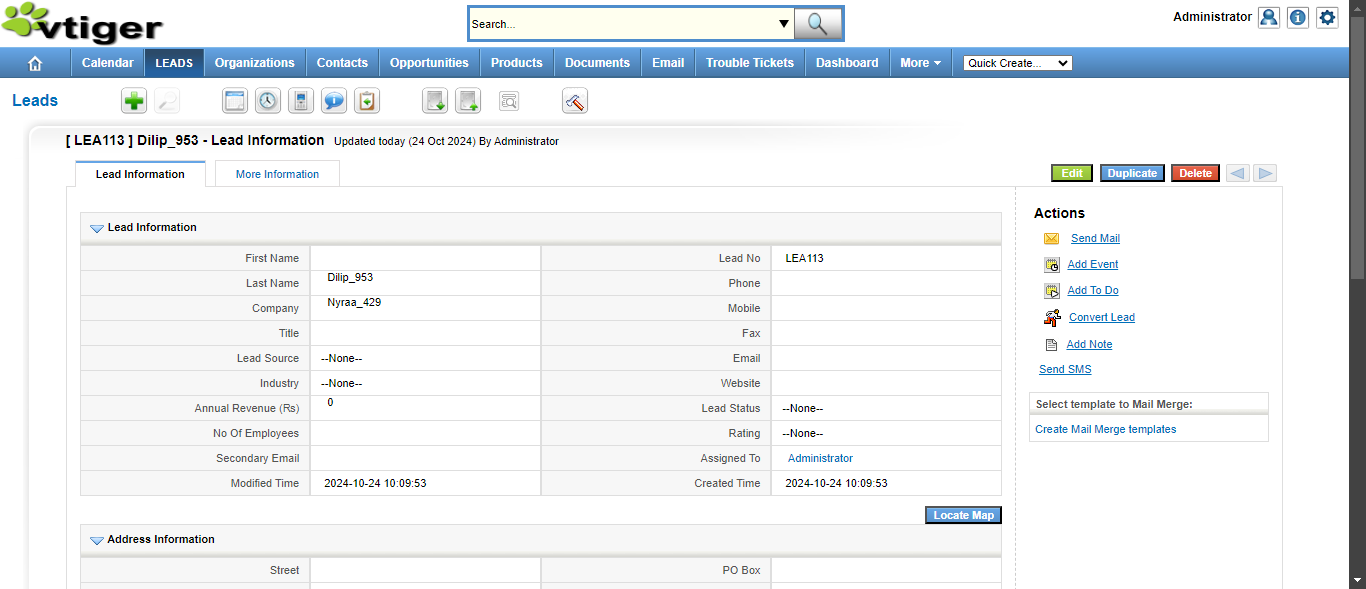 vtiger
Search...
Administrator
Calendar LEADS Organizations Contacts Opportunities Products Documents Email Trouble Tickets Dashboard More Quick Create...
Leads
[ LEA113 ] Dilip_953 - Lead Information Updated today (24 Oct 2024) By Administrator
Lead Information More Information Edit Duplicate Delete
Lead Information
First Name Lead No LEA113
Last Name Dilip_953 Phone
Company Nyraa_429 Mobile
Title Fax
Lead Source --None-- Email
Industry --None-- Website
Annual Revenue (Rs) 0 Lead Status --None--
No Of Employees Rating --None--
Secondary Email Assigned To Administrator
Modified Time 2024-10-24 10:09:53 Created Time 2024-10-24 10:09:53
Locate Map
Address Information
Street PO Box
Actions
Send Mail
Add Event
Add To Do
Convert Lead
Add Note
Send SMS
Select template to Mail Merge:
Create Mail Merge templates